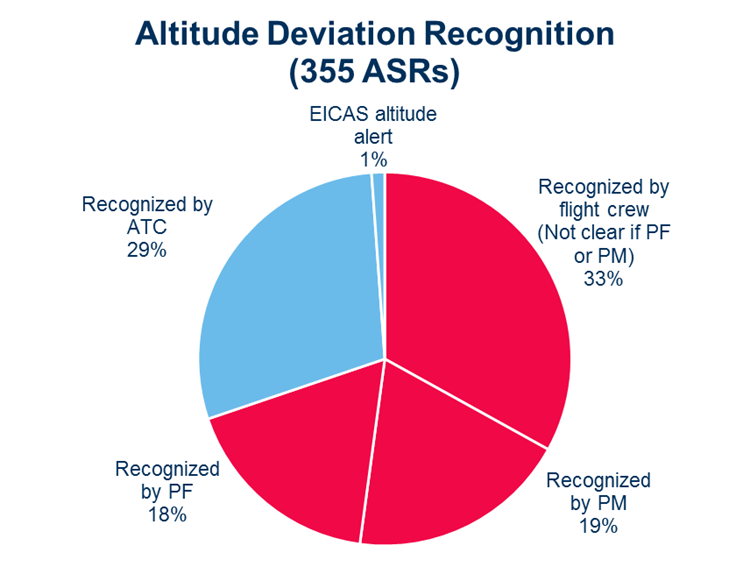 Altitude Deviation Recognition
(355 ASRs)
EICAS altitude
alert
1%
Recognized by
flight crew
(Not clear if PF
or PM)
33%
Recognized by
ATC
29%
Recognized
by PF
18%
Recognized
by PM
19%